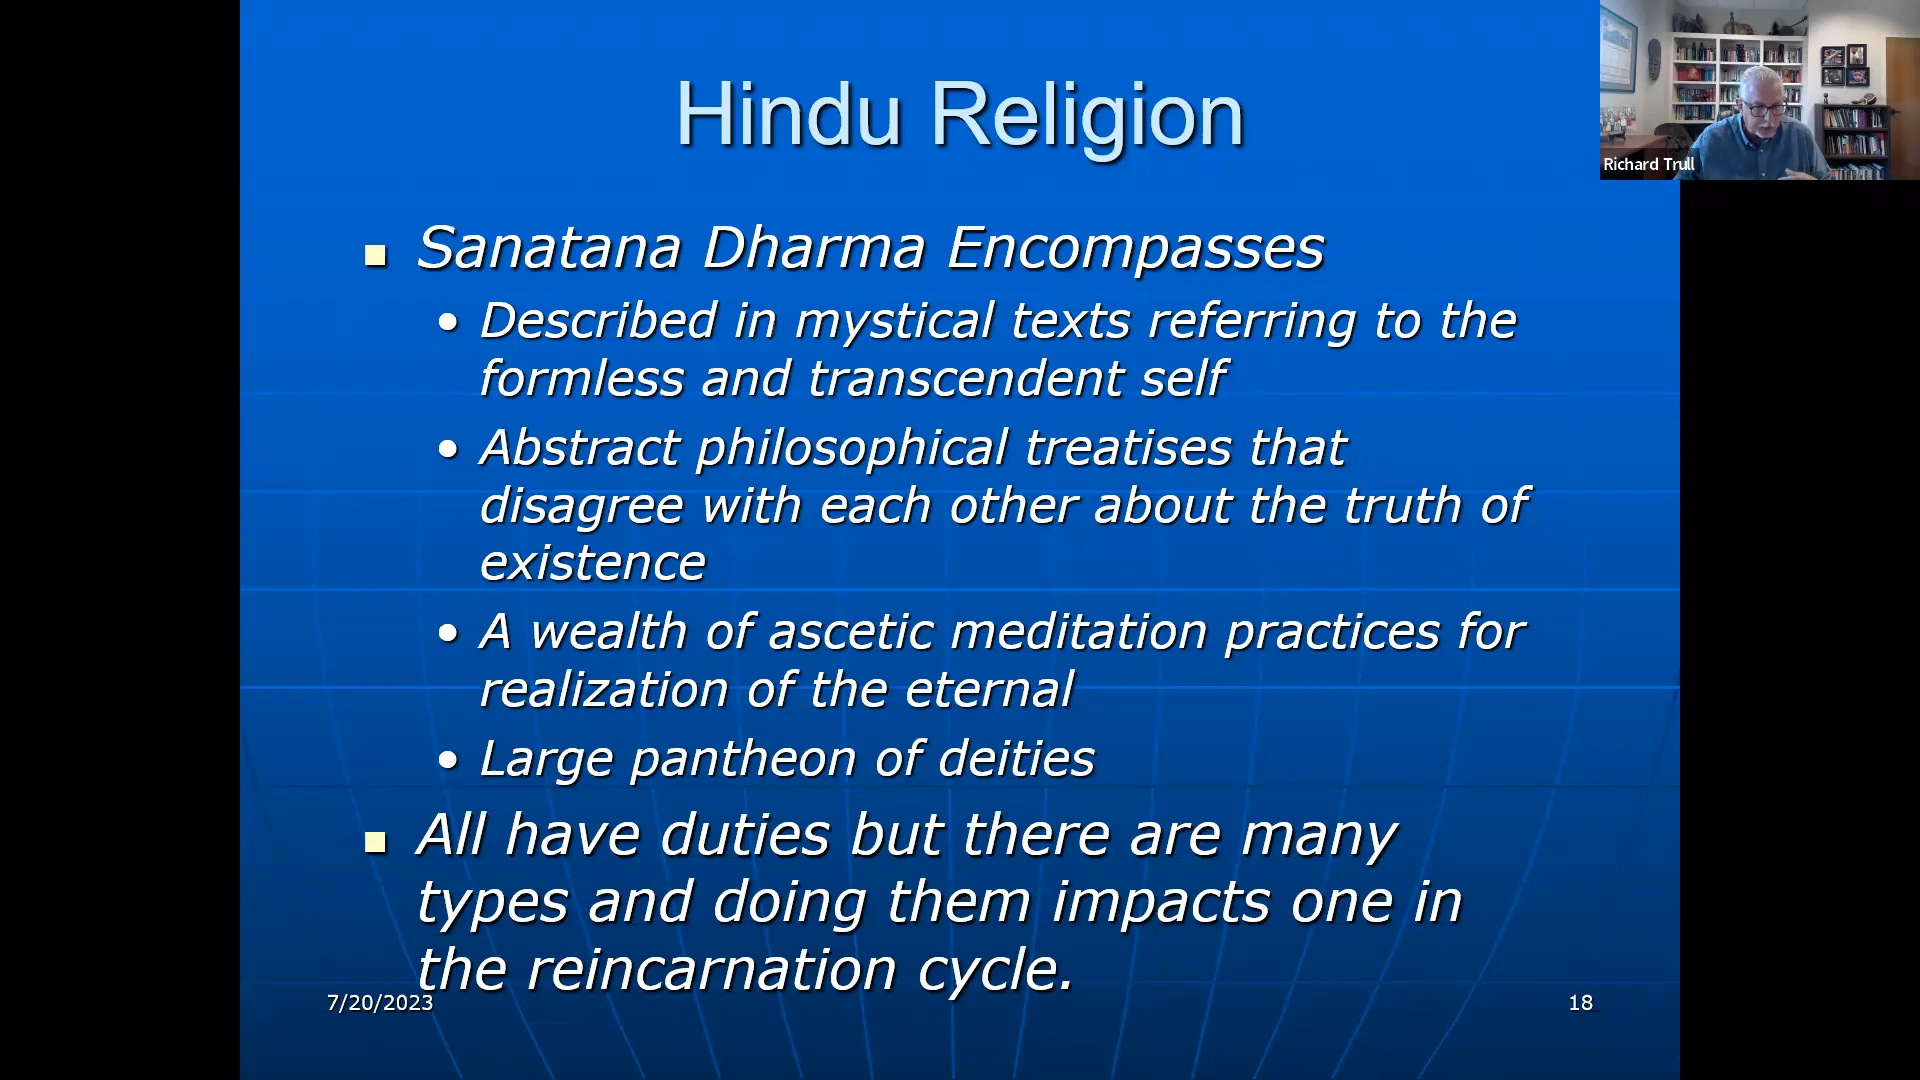 Hindu Religion
Richard Trull
Sanatana Dharma Encompasses
Described in mystical texts referring to the
formless and transcendent self
Abstract philosophical treatises that
disagree with each other about the truth of
existence
A wealth of ascetic meditation practices for
realization of the eternal
Large pantheon of deities
All have duties but there are many
types and doing them impacts one in
the reincarnation cycle.
7/20/2023
18